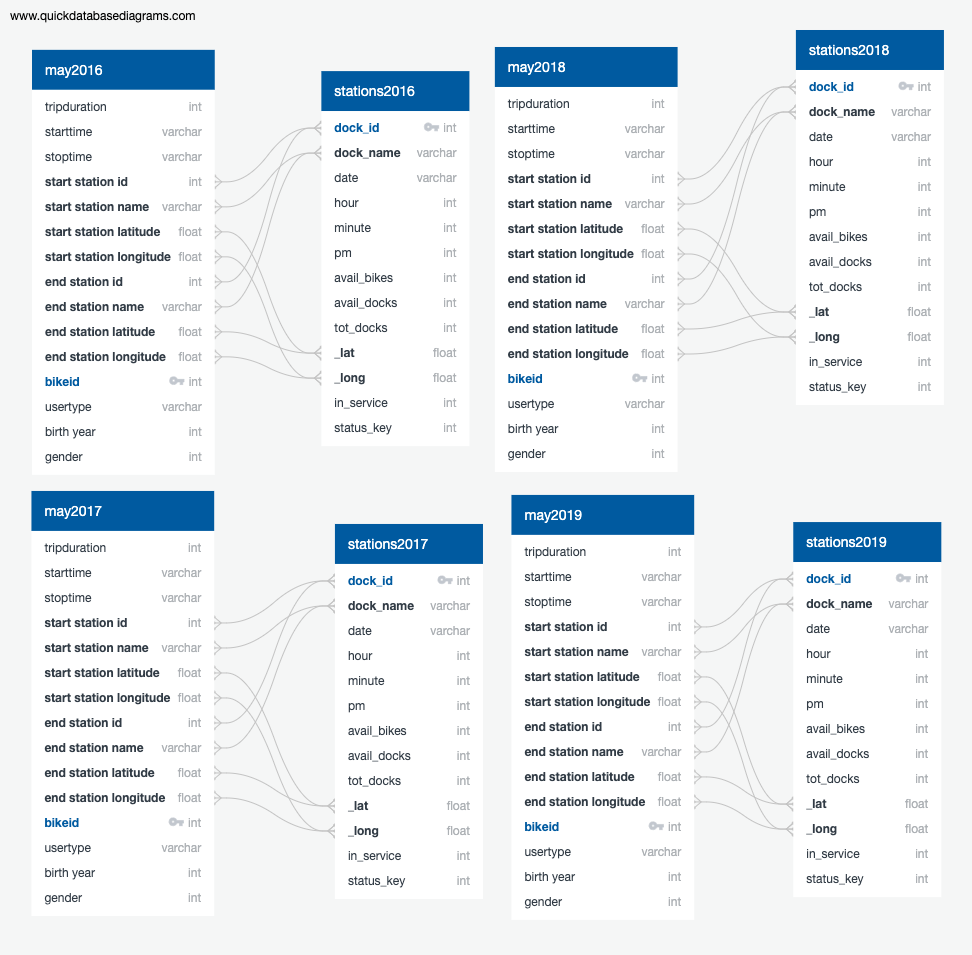 www.quickdatabasediagrams.com
may2016
tripduration int
starttime varchar
stoptime varchar
start station id int
start station name varchar
start station latitude float
start station longitude float
end station id int
end station name varchar
end station latitude float
end station longitude float
bikeid int
usertype varchar
birth year int
gender int
stations2016
dock_id int
dock_name varchar
date varchar
hour int
minute int
pm int
avail_bikes int
avail_docks int
tot_docks int
_lat float
_long float
in_service int
status_key int
may2018
tripduration int
starttime varchar
stoptime varchar
start station id int
start station name varchar
start station latitude float
start station longitude float
end station id int
end station name varchar
end station latitude float
end station longitude float
bikeid int
usertype varchar
birth year int
gender int
stations2018
dock_id int
dock_name varchar
date varchar
hour int
minute int
pm int
avail_bikes int
avail_docks int
tot_docks int
_lat float
_long float
in_service int
status_key int
may2017
tripduration int
starttime varchar
stoptime varchar
start station id int
start station name varchar
start station latitude float
start station longitude float
end station id int
end station name varchar
end station latitude float
end station longitude float
bikeid int
usertype varchar
birth year int
gender int
stations2017
dock_id int
dock_name varchar
date varchar
hour int
minute int
pm int
avail_bikes int
avail_docks int
tot_docks int
_lat float
_long float
in_service int
status_key int
may2019
tripduration int
starttime varchar
stoptime varchar
start station id int
start station name varchar
start station latitude float
start station longitude float
end station id int
end station name varchar
end station latitude float
end station longitude float
bikeid int
usertype varchar
birth year int
gender int
stations2019
dock_id int
dock_name varchar
date varchar
hour int
minute int
pm int
avail_bikes int
avail_docks int
tot_docks int
_lat float
_long float
in_service int
status_key int